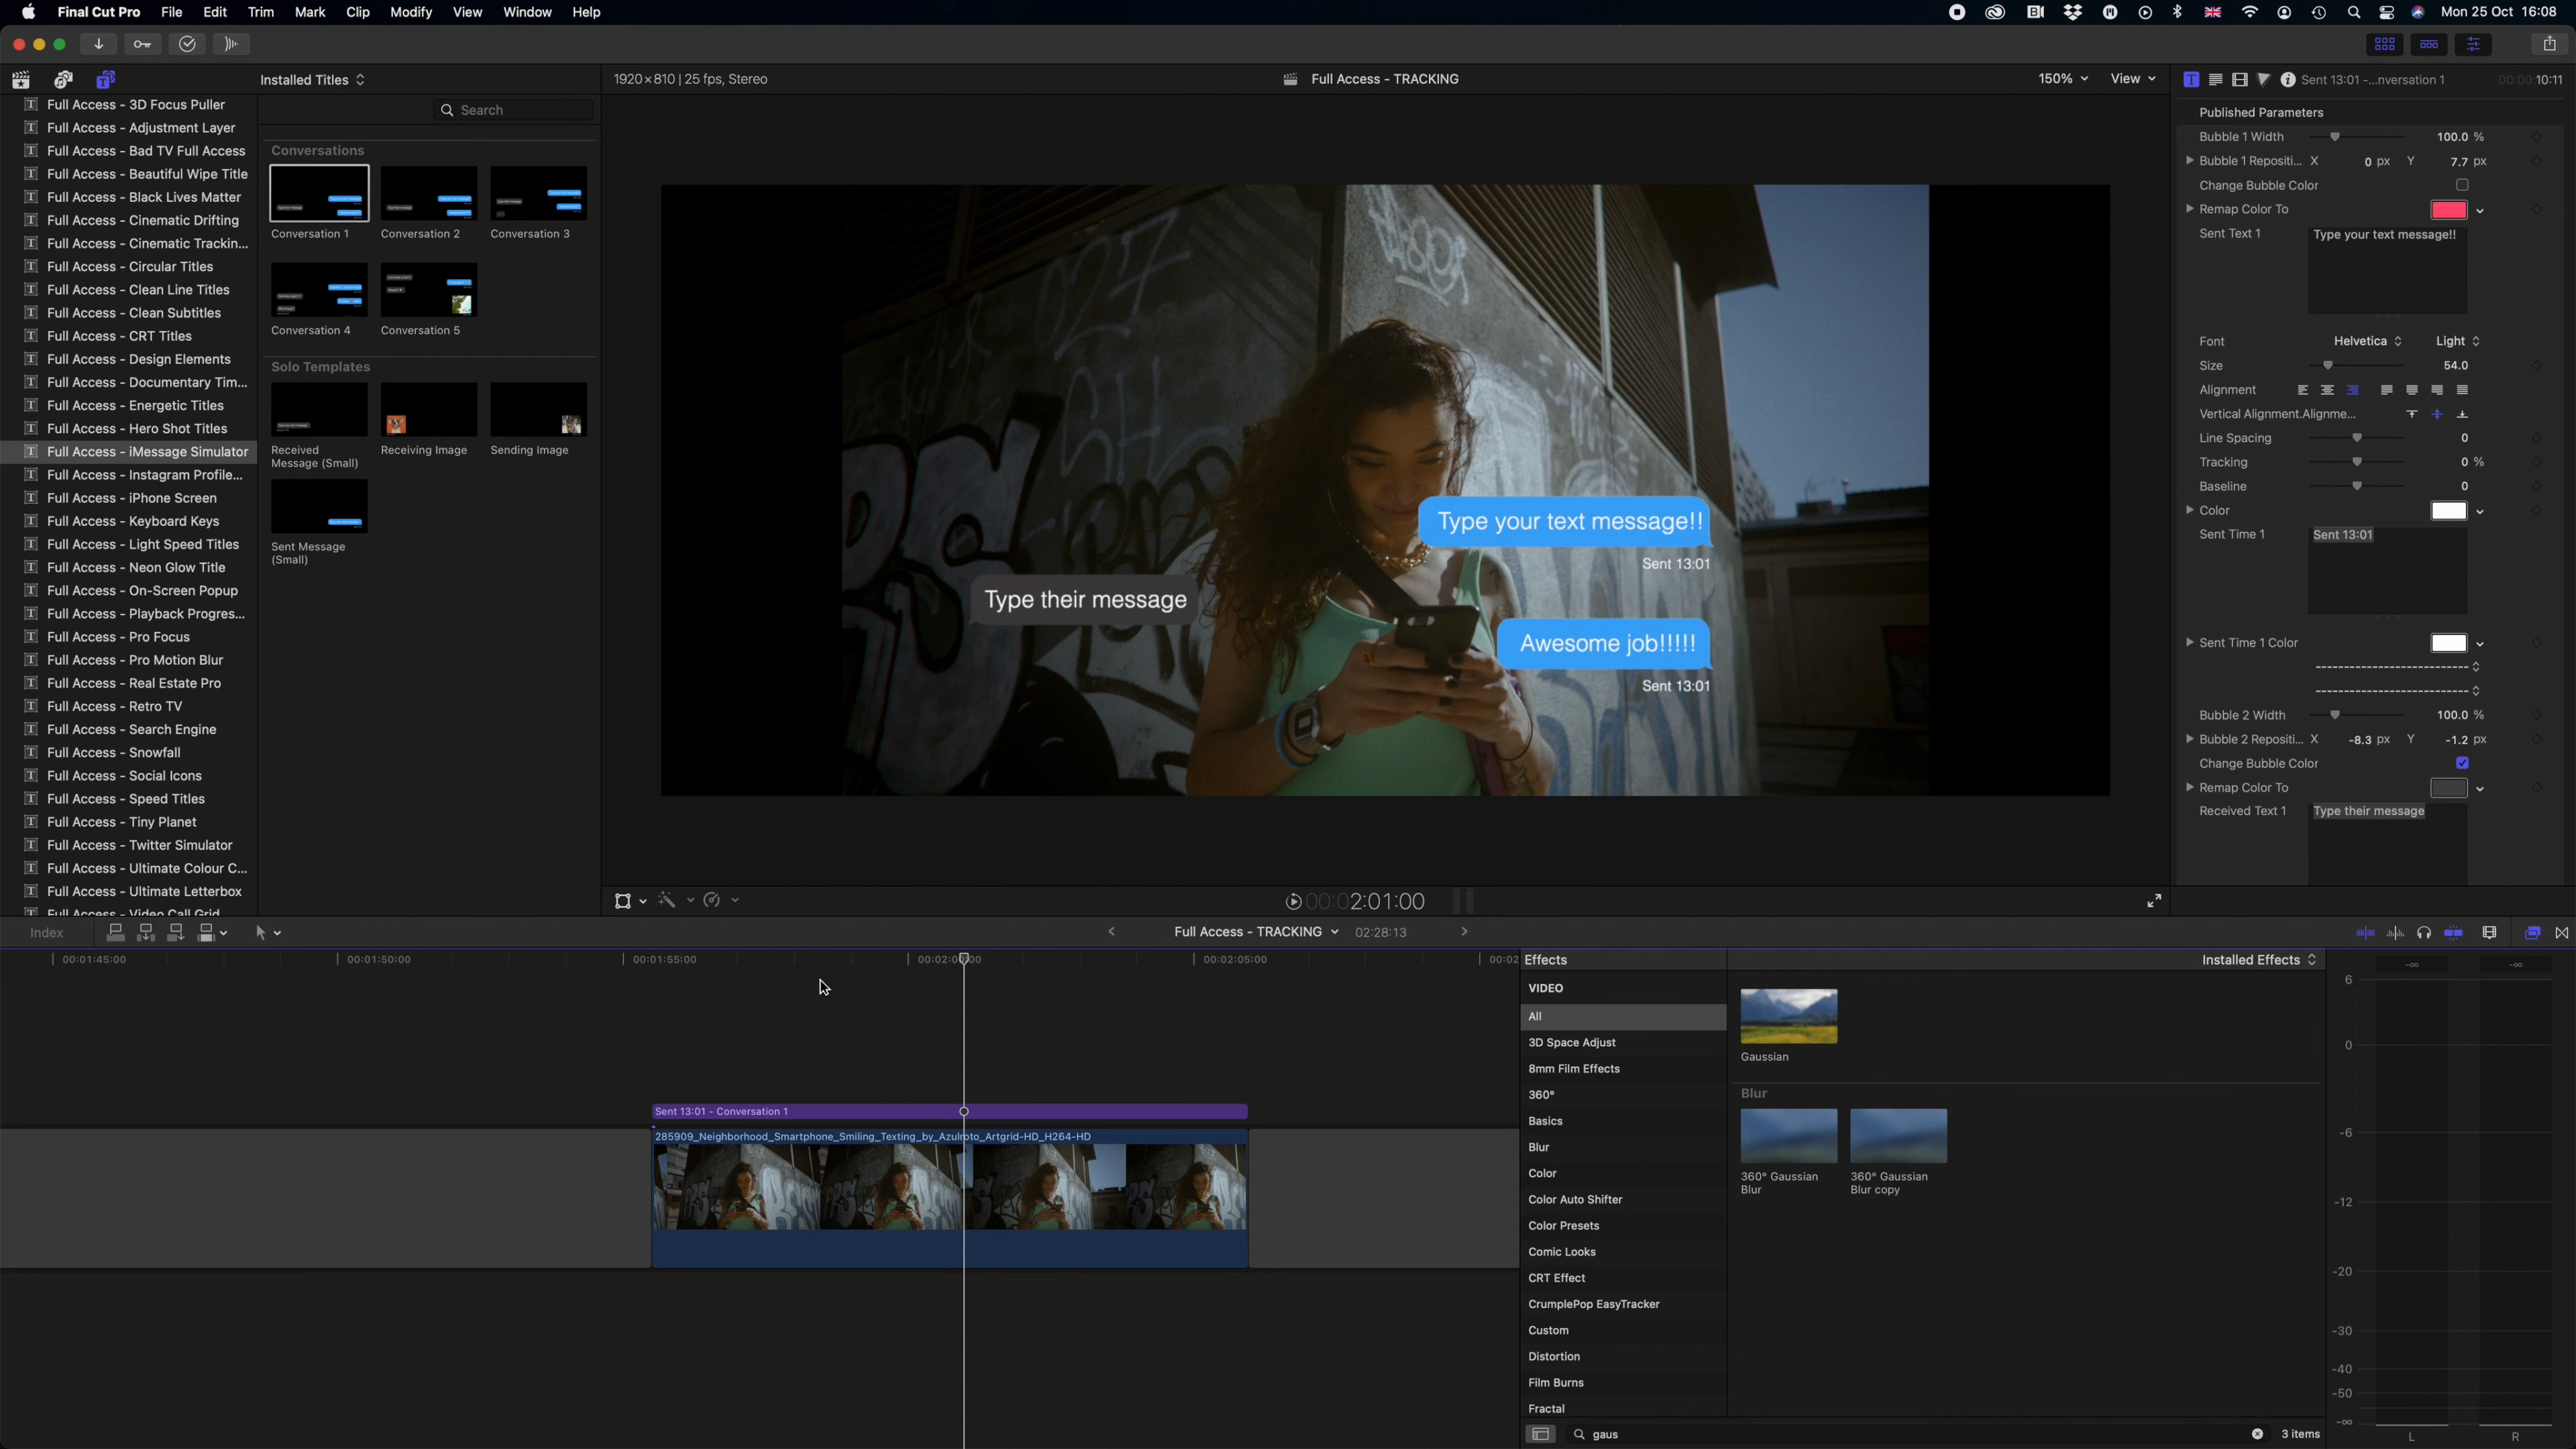 Final Cut Pro File Edit Trim Mark Clip Modify View Window Help
Mon 25 Oct 16:08
Installed Titles
1920 × 810 | 25 fps, Stereo
Full Access - TRACKING
150% View
Sent 13:01 -...nversation 1
00:00:10:11
Full Access - 3D Focus Puller
Full Access - Adjustment Layer
Full Access - Bad TV Full Access
Full Access - Beautiful Wipe Title
Full Access - Black Lives Matter
Full Access - Cinematic Drifting
Full Access - Cinematic Trackin...
Full Access - Circular Titles
Full Access - Clean Line Titles
Full Access - Clean Subtitles
Full Access - CRT Titles
Full Access - Design Elements
Full Access - Documentary Tim...
Full Access - Energetic Titles
Full Access - Hero Shot Titles
Full Access - iMessage Simulator
Full Access - Instagram Profile...
Full Access - iPhone Screen
Full Access - Keyboard Keys
Full Access - Light Speed Titles
Full Access - Neon Glow Title
Full Access - On-Screen Popup
Full Access - Playback Progres...
Full Access - Pro Focus
Full Access - Pro Motion Blur
Full Access - Real Estate Pro
Full Access - Retro TV
Full Access - Search Engine
Full Access - Snowfall
Full Access - Social Icons
Full Access - Speed Titles
Full Access - Tiny Planet
Full Access - Twitter Simulator
Full Access - Ultimate Colour C...
Full Access - Ultimate Letterbox
Full Access - Video Call Grid
Search
Conversations
Conversation 1
Conversation 2
Conversation 3
Conversation 4
Conversation 5
Solo Templates
Received
Message (Small)
Receiving Image
Sending Image
Sent Message
(Small)
Type your text message!!
Sent 13:01
Type their message
Awesome job!!!!!
Sent 13:01
Published Parameters
Bubble 1 Width 100.0 %
Bubble 1 Repositi... X 0 px Y 7.7 px
Change Bubble Color
Remap Color To
Sent Text 1 Type your text message!!
Font Helvetica Light
Size 54.0
Alignment
Vertical Alignment.Alignme...
Line Spacing 0
Tracking 0 %
Baseline 0
Color
Sent Time 1 Sent 13:01
Sent Time 1 Color
Bubble 2 Width 100.0 %
Bubble 2 Repositi... X -8.3 px Y -1.2 px
Change Bubble Color
Remap Color To
Received Text 1 Type their message
00:02:01:00
Index
Full Access - TRACKING 02:28:13
00:01:45:00
00:01:50:00
00:01:55:00
00:02:05:00
00:02
Sent 13:01 - Conversation 1
285909_Neighborhood_Smartphone_Smiling_Texting_by_Azulroto_Artgrid-HD_H264-HD
Effects
Installed Effects
VIDEO
All
3D Space Adjust
8mm Film Effects
360°
Basics
Blur
Color
Color Auto Shifter
Color Presets
Comic Looks
CRT Effect
CrumplePop EasyTracker
Custom
Distortion
Film Burns
Fractal
Gaussian
Blur
360° Gaussian
Blur
360° Gaussian
Blur copy
gaus
3 items
-∞ -∞
6
0
-6
-12
-20
-30
-40
-50
-∞
L R